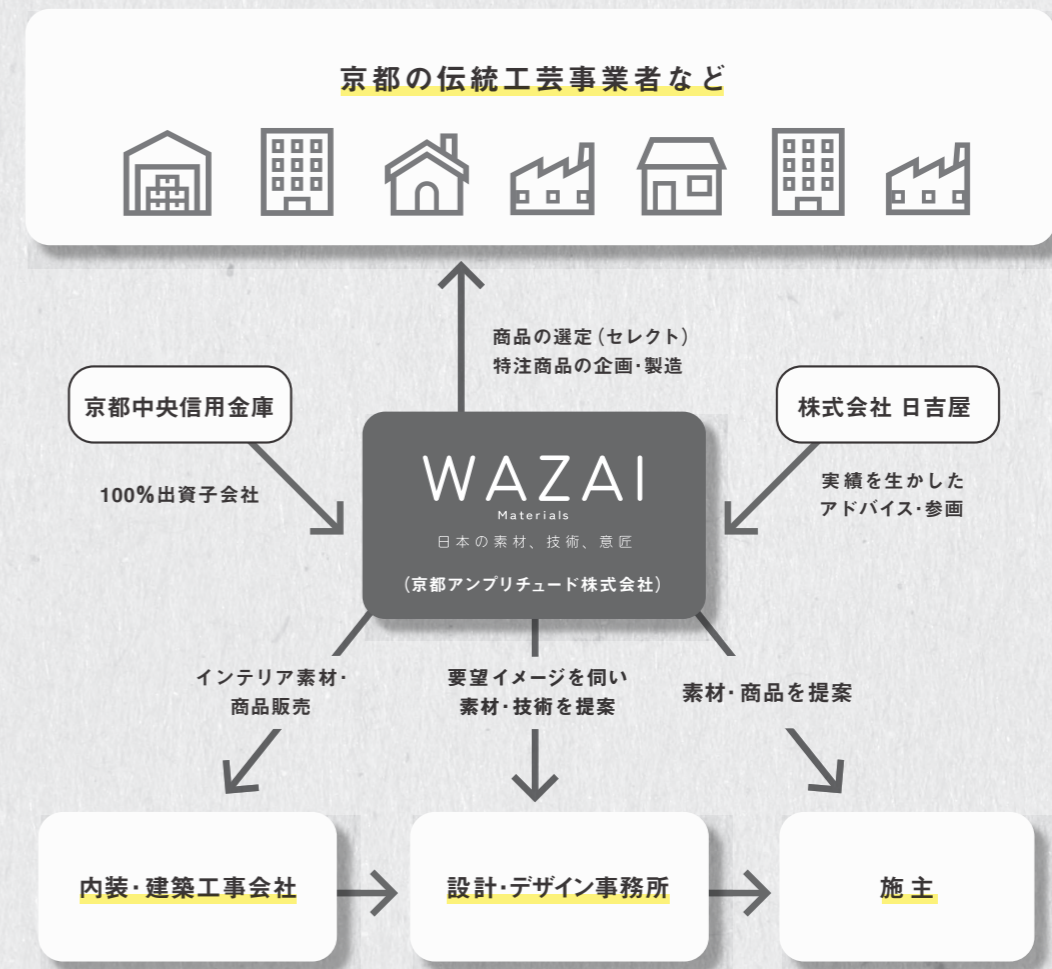 京都の伝統工芸事業者など
商品の選定(セレクト)
特注商品の企画・製造
京都中央信用金庫
株式会社 日吉屋
100%出資子会社
実績を生かした
アドバイス・参画
WAZAI
Materials
日本の素材、技術、意匠
(京都アンプリチュード株式会社)
インテリア素材・
商品販売
要望イメージを伺い
素材・技術を提案
素材・商品を提案
内装・建築工事会社
設計・デザイン事務所
施主